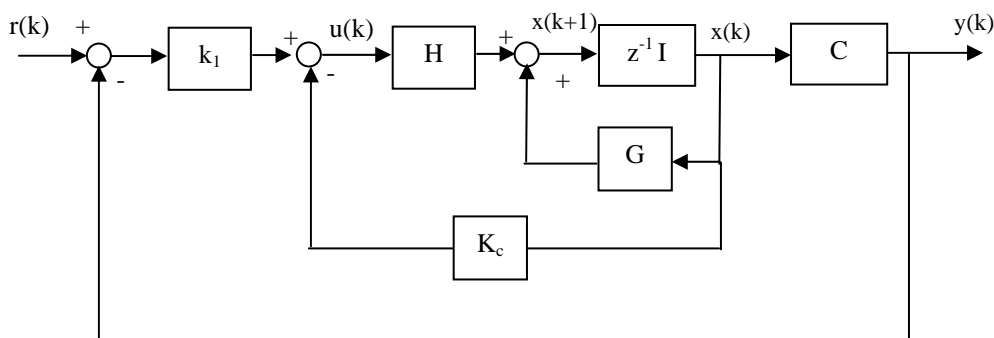 r(k)
+
-
k₁
+
-
u(k)
H
+
+
x(k+1)
z⁻¹ I
x(k)
C
y(k)
G
K꜀